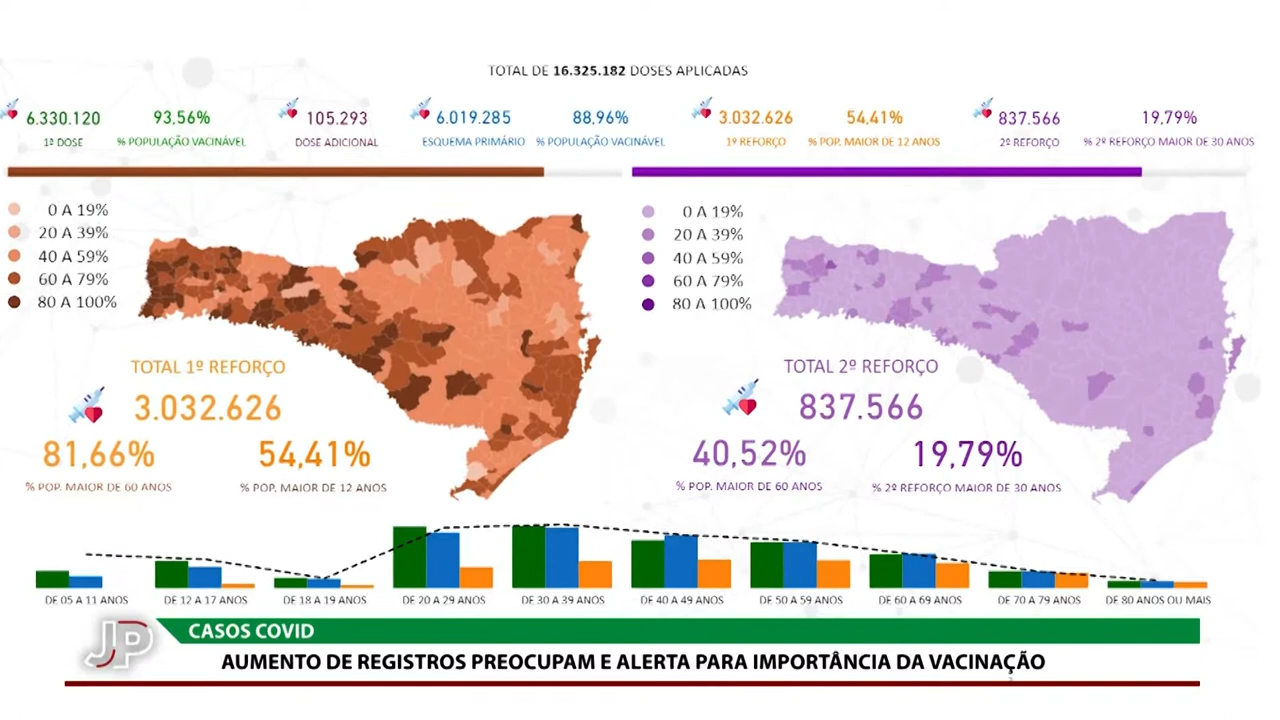 TOTAL DE 16.325.182 DOSES APLICADAS
6.330.120 93,56% 105.293 6.019.285 88,96% 3.032.626 54,41% 837.566 19,79%
1ª DOSE % POPULAÇÃO VACINÁVEL DOSE ADICIONAL ESQUEMA PRIMÁRIO % POPULAÇÃO VACINÁVEL 1º REFORÇO % POP. MAIOR DE 12 ANOS 2º REFORÇO % 2º REFORÇO MAIOR DE 30 ANOS
0 A 19%
20 A 39%
40 A 59%
60 A 79%
80 A 100%
TOTAL 1º REFORÇO
3.032.626
81,66% 54,41%
% POP. MAIOR DE 60 ANOS % POP. MAIOR DE 12 ANOS
0 A 19%
20 A 39%
40 A 59%
60 A 79%
80 A 100%
TOTAL 2º REFORÇO
837.566
40,52% 19,79%
% POP. MAIOR DE 60 ANOS % 2º REFORÇO MAIOR DE 30 ANOS
DE 05 A 11 ANOS DE 12 A 17 ANOS DE 18 A 19 ANOS DE 20 A 29 ANOS DE 30 A 39 ANOS DE 40 A 49 ANOS DE 50 A 59 ANOS DE 60 A 69 ANOS DE 70 A 79 ANOS DE 80 ANOS OU MAIS
JP
CASOS COVID
AUMENTO DE REGISTROS PREOCUPAM E ALERTA PARA IMPORTÂNCIA DA VACINAÇÃO